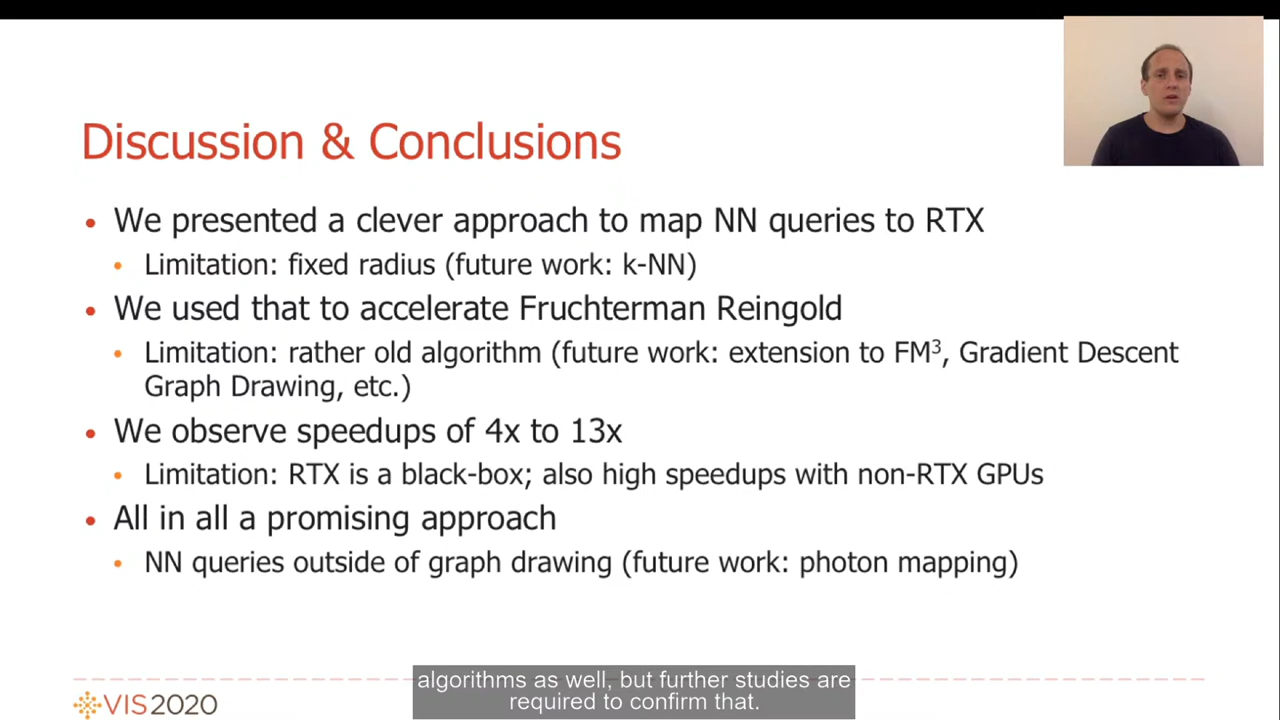 Discussion & Conclusions
• We presented a clever approach to map NN queries to RTX
• Limitation: fixed radius (future work: k-NN)
• We used that to accelerate Fruchterman Reingold
• Limitation: rather old algorithm (future work: extension to FM³, Gradient Descent
Graph Drawing, etc.)
• We observe speedups of 4x to 13x
• Limitation: RTX is a black-box; also high speedups with non-RTX GPUs
• All in all a promising approach
• NN queries outside of graph drawing (future work: photon mapping)
algorithms as well, but further studies are
required to confirm that.
VIS2020